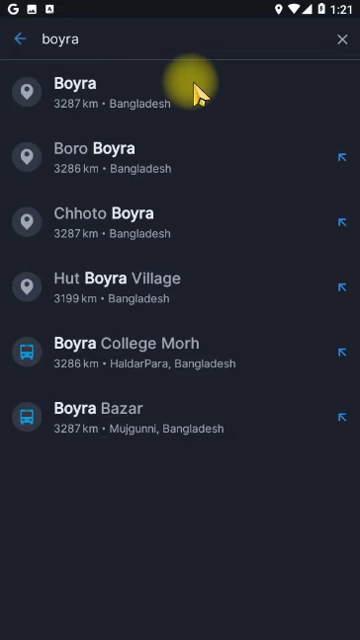 1:21
boyra
Boyra
3287 km • Bangladesh
Boro Boyra
3286 km • Bangladesh
Chhoto Boyra
3287 km • Bangladesh
Hut Boyra Village
3199 km • Bangladesh
Boyra College Morh
3286 km • HaldarPara, Bangladesh
Boyra Bazar
3287 km • Mujgunni, Bangladesh